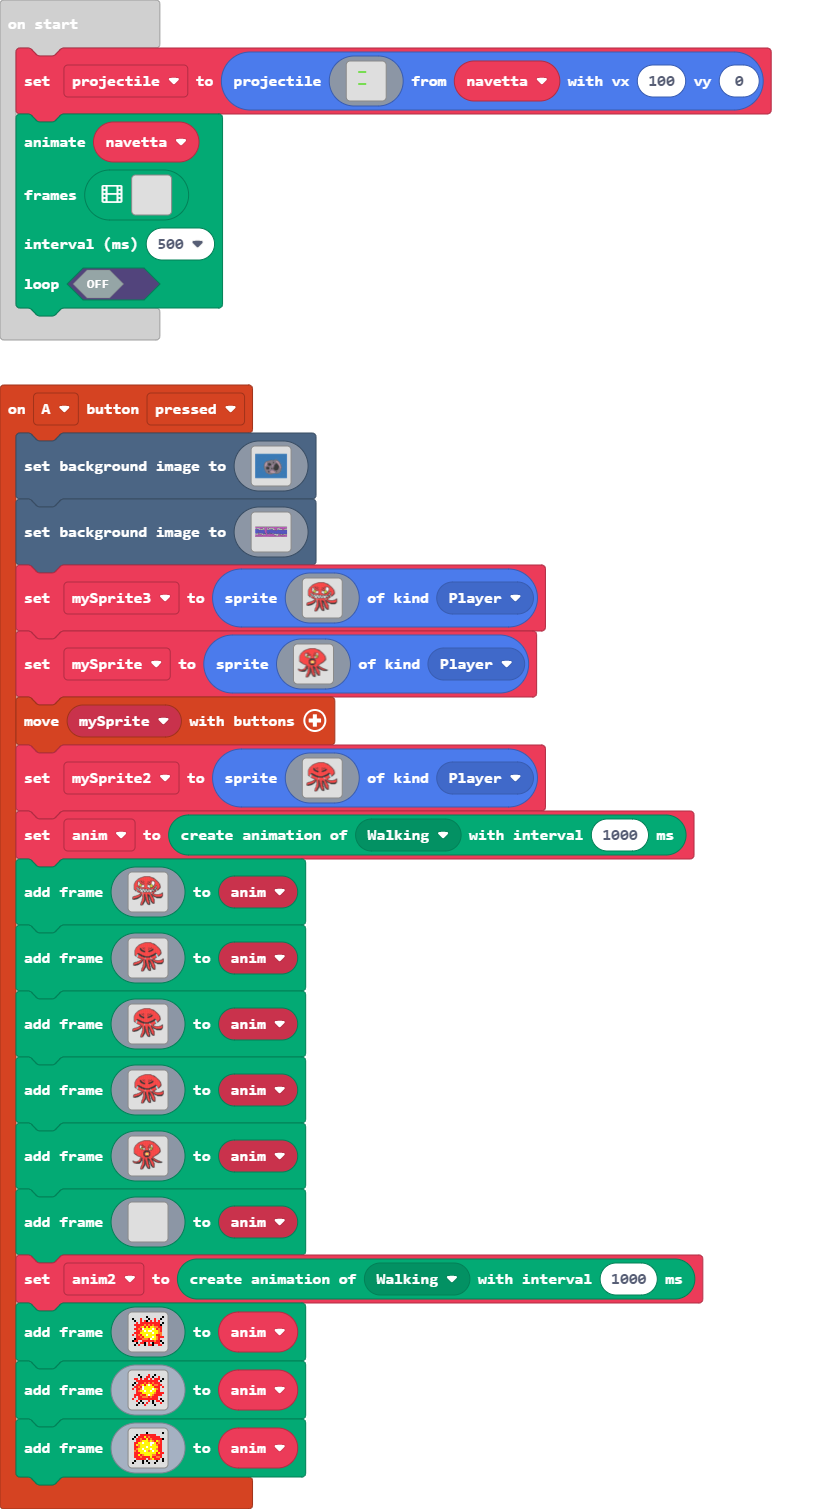 on start
set projectile to projectile from navetta with vx 100 vy 0
animate navetta
frames
interval (ms) 500
loop OFF
on A button pressed
set background image to
set background image to
set mySprite3 to sprite of kind Player
set mySprite to sprite of kind Player
move mySprite with buttons
set mySprite2 to sprite of kind Player
set anim to create animation of Walking with interval 1000 ms
add frame to anim
add frame to anim
add frame to anim
add frame to anim
add frame to anim
add frame to anim
set anim2 to create animation of Walking with interval 1000 ms
add frame to anim
add frame to anim
add frame to anim